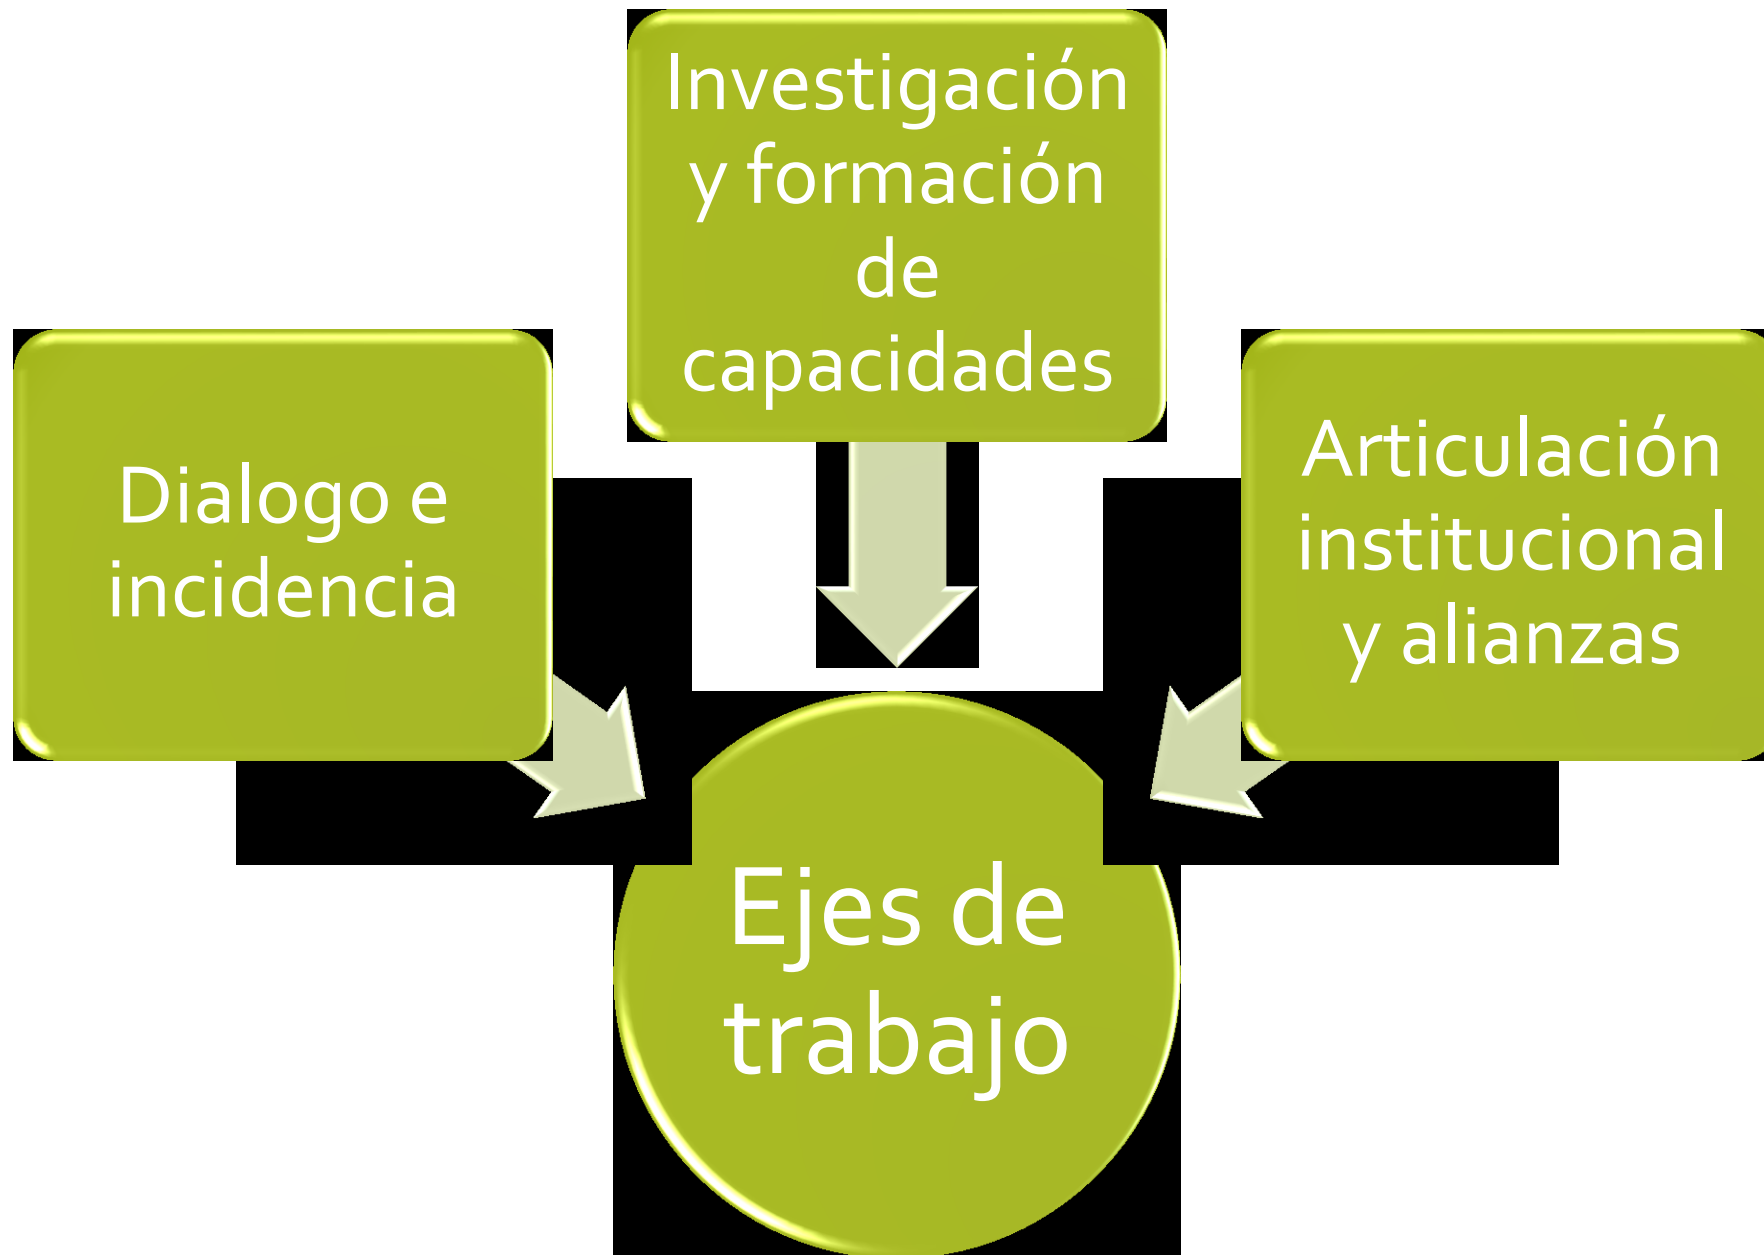 Investigación
y formación
de
capacidades
Dialogo e
incidencia
Articulación
institucional
y alianzas
Ejes de
trabajo